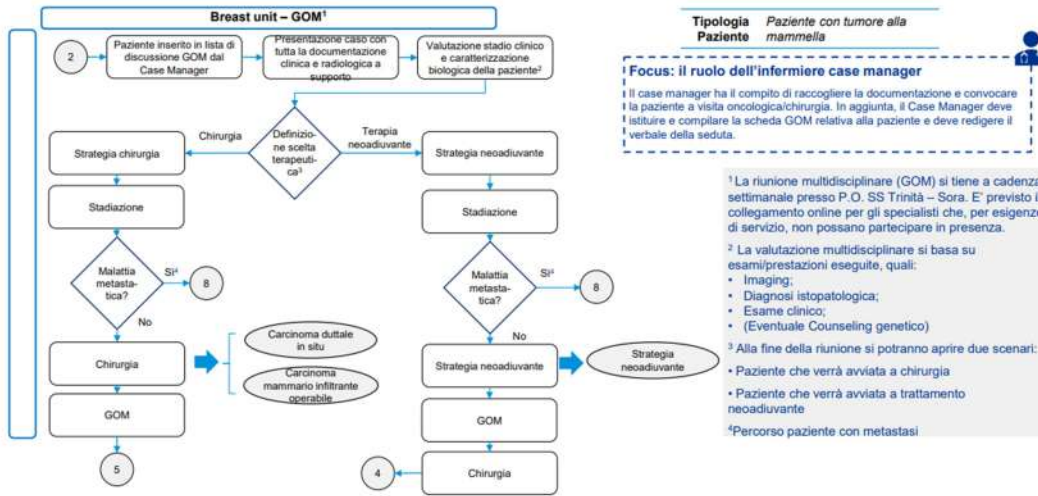 Breast unit – GOM¹
2
Paziente inserito in lista di
discussione GOM dal
Case Manager
Presentazione caso con
tutta la documentazione
clinica e radiologica a
supporto
Valutazione stadio clinico
e caratterizzazione
biologica della paziente²
Chirurgia
Definizio-
ne scelta
terapeuti-
ca³
Terapia
neoadiuvante
Strategia chirurgia
Strategia neoadiuvante
Stadiazione
Stadiazione
Malattia
metasta-
tica?
Sì⁴
8
Malattia
metasta-
tica?
Sì⁴
8
No
No
Chirurgia
Carcinoma duttale
in situ
Carcinoma
mammario infiltrante
operabile
Strategia neoadiuvante
Strategia
neoadiuvante
GOM
GOM
5
4
Chirurgia
Tipologia
Paziente
Paziente con tumore alla
mammella
Focus: il ruolo dell'infermiere case manager
Il case manager ha il compito di raccogliere la documentazione e convocare
la paziente a visita oncologica/chirurgia. In aggiunta, il Case Manager deve
istituire e compilare la scheda GOM relativa alla paziente e deve redigere il
verbale della seduta.
¹ La riunione multidisciplinare (GOM) si tiene a cadenza
settimanale presso P.O. SS Trinità – Sora. E' previsto i
collegamento online per gli specialisti che, per esigenze
di servizio, non possano partecipare in presenza.
² La valutazione multidisciplinare si basa su
esami/prestazioni eseguite, quali:
• Imaging;
• Diagnosi istopatologica;
• Esame clinico;
• (Eventuale Counseling genetico)
³ Alla fine della riunione si potranno aprire due scenari:
• Paziente che verrà avviata a chirurgia
• Paziente che verrà avviata a trattamento
neoadiuvante
⁴Percorso paziente con metastasi